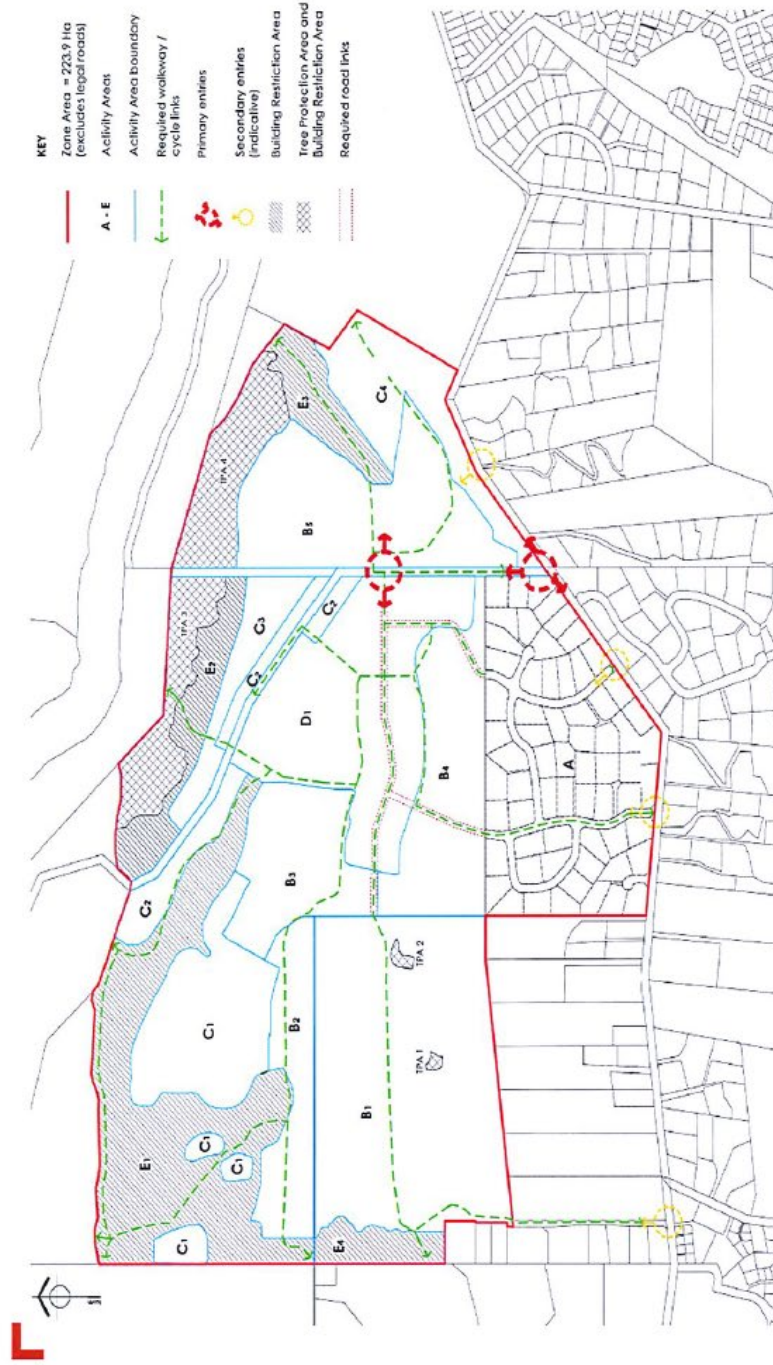 KEY
Zone Area = 223.9 Ha
(excludes legal roads)
A - E
Activity Areas
Activity Area boundary
Required walkway /
cycle links
Primary entries
Secondary entries
(indicative)
Building Restriction Area
Tree Protection Area and
Building Restriction Area
Required road links
C1
E1
C1
C1
C1
E4
B2
B1
TPA 1
TPA 2
C2
B3
TPA 3
E2
C3
C2
C2
D1
B4
A
TPA 4
B5
E3
C4